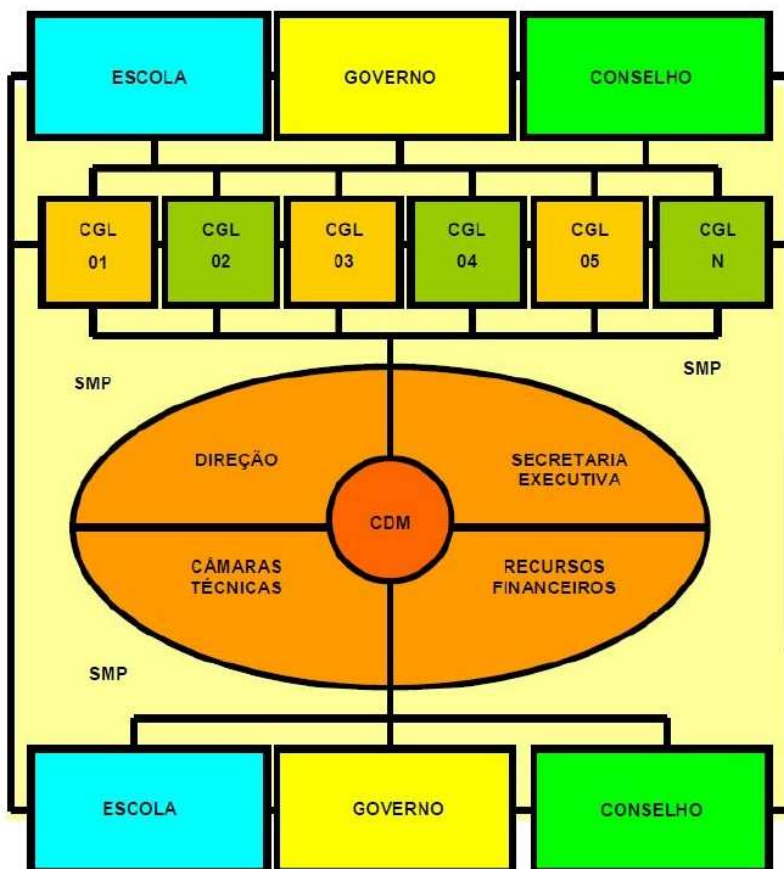 ESCOLA
GOVERNO
CONSELHO
CGL
01
CGL
02
CGL
03
CGL
04
CGL
05
CGL
N
SMP
SMP
DIREÇÃO
SECRETARIA
EXECUTIVA
CDM
CÂMARAS
TÉCNICAS
RECURSOS
FINANCEIROS
SMP
ESCOLA
GOVERNO
CONSELHO